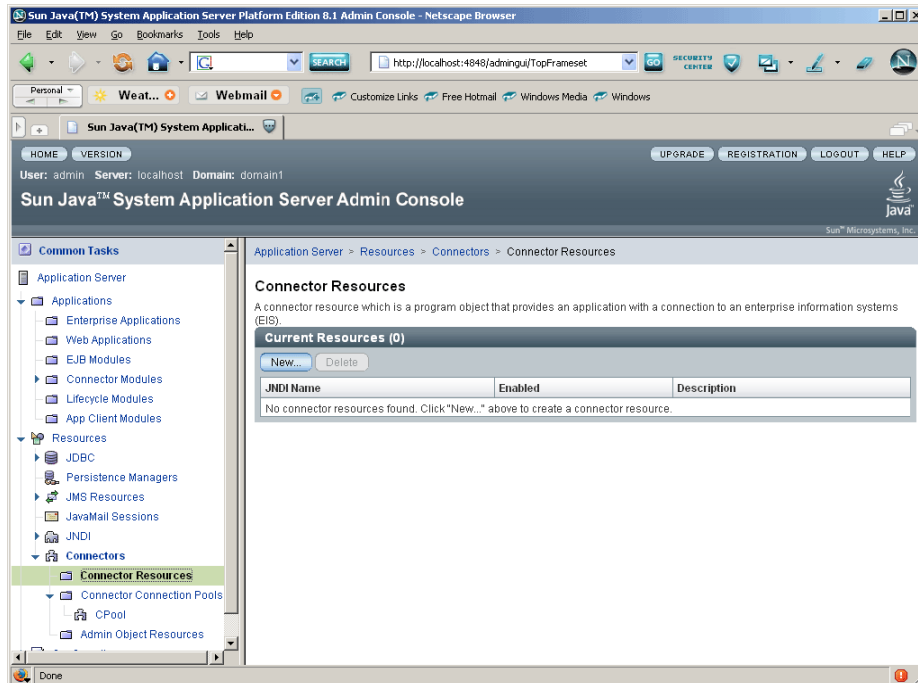 Sun Java(TM) System Application Server Platform Edition 8.1 Admin Console - Netscape Browser
File Edit View Go Bookmarks Tools Help
SEARCH http://localhost:4848/admingui/TopFrameset GO SECURITY CENTER
Personal Weat... Webmail Customize Links Free Hotmail Windows Media Windows
Sun Java(TM) System Applicati...
HOME VERSION UPGRADE REGISTRATION LOGOUT HELP
User: admin Server: localhost Domain: domain1
Sun Java™ System Application Server Admin Console
Java
Sun™ Microsystems, Inc.
Common Tasks
Application Server
Applications
Enterprise Applications
Web Applications
EJB Modules
Connector Modules
Lifecycle Modules
App Client Modules
Resources
JDBC
Persistence Managers
JMS Resources
JavaMail Sessions
JNDI
Connectors
Connector Resources
Connector Connection Pools
CPool
Admin Object Resources
Application Server > Resources > Connectors > Connector Resources
Connector Resources
A connector resource which is a program object that provides an application with a connection to an enterprise information systems
(EIS).
Current Resources (0)
New... Delete
JNDI Name Enabled Description
No connector resources found. Click "New..." above to create a connector resource.
Done